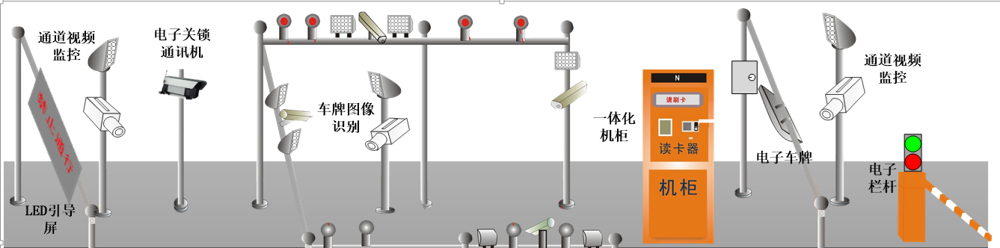 通道视频
监控
电子关锁
通讯机
LED引导
屏
车牌图像
识别
一体化
机柜
N
请刷卡
读卡器
机柜
电子车牌
通道视频
监控
电子
栏杆